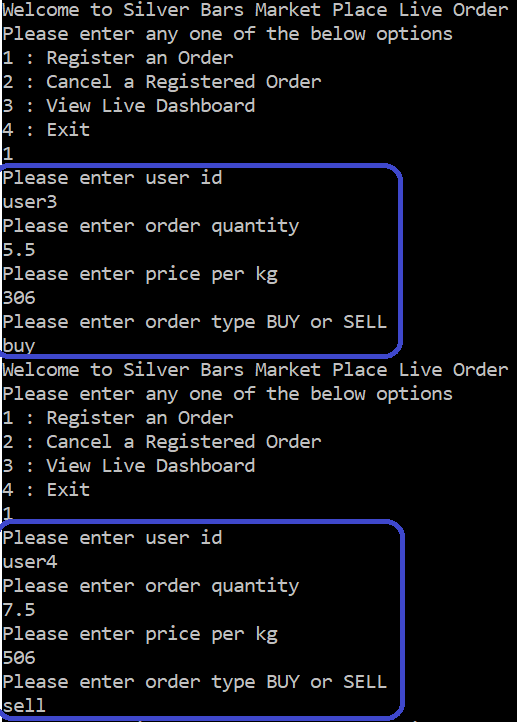 Welcome to Silver Bars Market Place Live Order
Please enter any one of the below options
1 : Register an Order
2 : Cancel a Registered Order
3 : View Live Dashboard
4 : Exit
1
Please enter user id
user3
Please enter order quantity
5.5
Please enter price per kg
306
Please enter order type BUY or SELL
buy
Welcome to Silver Bars Market Place Live Order
Please enter any one of the below options
1 : Register an Order
2 : Cancel a Registered Order
3 : View Live Dashboard
4 : Exit
1
Please enter user id
user4
Please enter order quantity
7.5
Please enter price per kg
506
Please enter order type BUY or SELL
sell